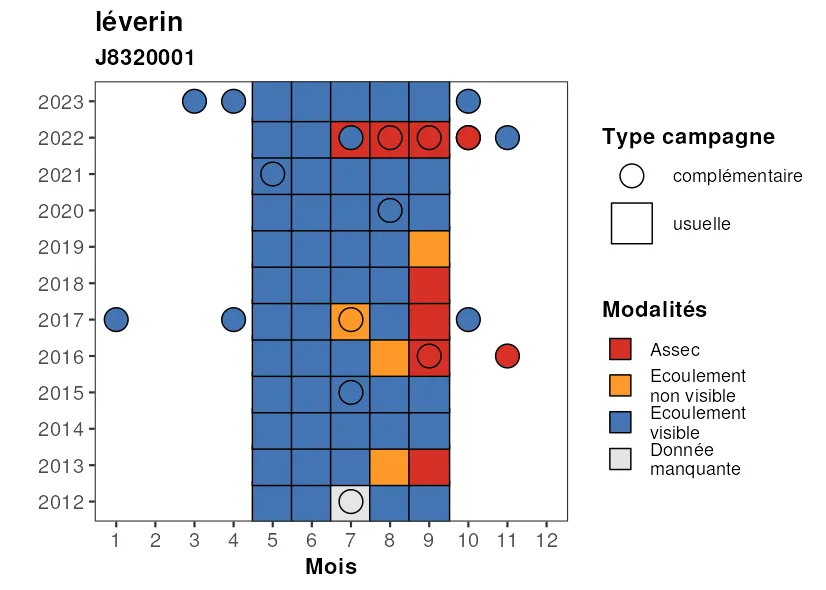 léverin
J8320001
2023
2022
2021
2020
2019
2018
2017
2016
2015
2014
2013
2012
1 2 3 4 5 6 7 8 9 10 11 12
Mois
Type campagne
complémentaire
usuelle
Modalités
Assec
Ecoulement
non visible
Ecoulement
visible
Donnée
manquante